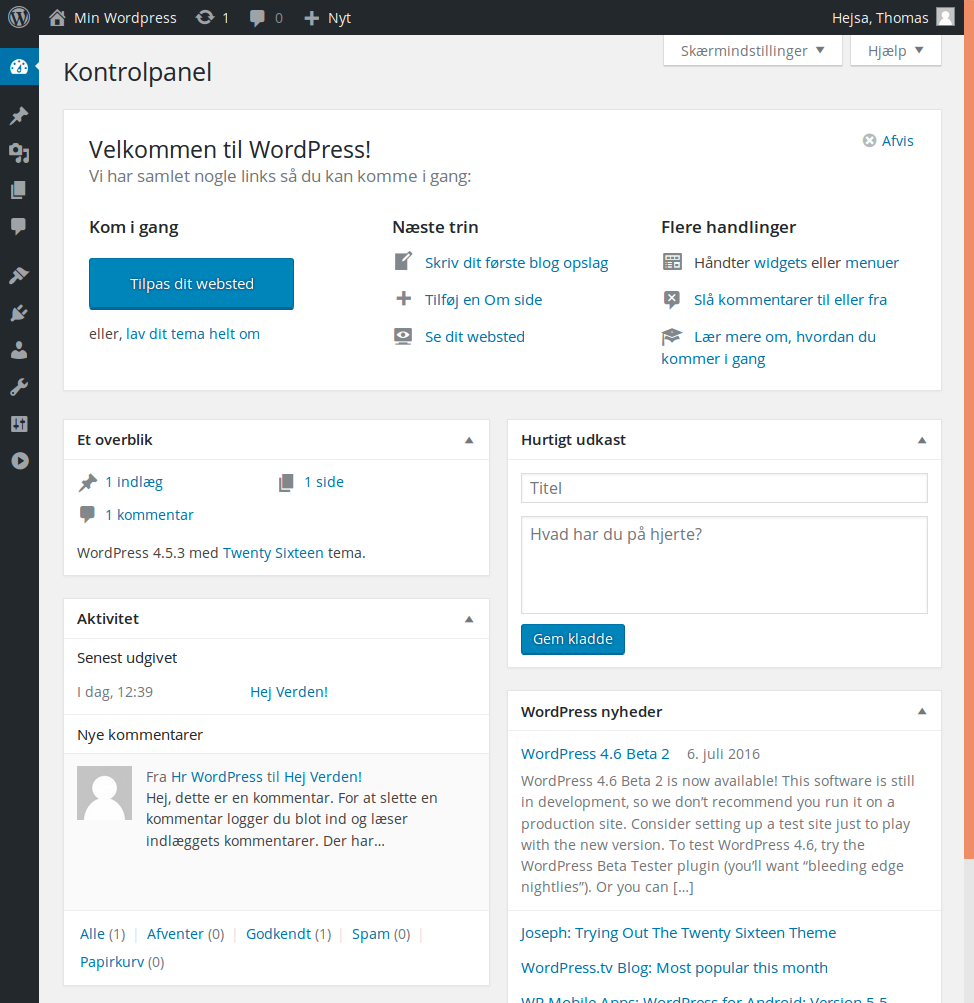 Min Wordpress 1 0 Nyt Hejsa, Thomas
Skærmindstillinger Hjælp
Kontrolpanel
Afvis
Velkommen til WordPress!
Vi har samlet nogle links så du kan komme i gang:
Kom i gang
Tilpas dit websted
eller, lav dit tema helt om
Næste trin
Skriv dit første blog opslag
Tilføj en Om side
Se dit websted
Flere handlinger
Håndter widgets eller menuer
Slå kommentarer til eller fra
Lær mere om, hvordan du
kommer i gang
Et overblik
1 indlæg 1 side
1 kommentar
WordPress 4.5.3 med Twenty Sixteen tema.
Aktivitet
Senest udgivet
I dag, 12:39 Hej Verden!
Nye kommentarer
Fra Hr WordPress til Hej Verden!
Hej, dette er en kommentar. For at slette en
kommentar logger du blot ind og læser
indlæggets kommentarer. Der har...
Alle (1) | Afventer (0) | Godkendt (1) | Spam (0) |
Papirkurv (0)
Hurtigt udkast
Titel
Hvad har du på hjerte?
Gem kladde
WordPress nyheder
WordPress 4.6 Beta 2 6. juli 2016
WordPress 4.6 Beta 2 is now available! This software is still
in development, so we don’t recommend you run it on a
production site. Consider setting up a test site just to play
with the new version. To test WordPress 4.6, try the
WordPress Beta Tester plugin (you’ll want “bleeding edge
nightlies”). Or you can […]
Joseph: Trying Out The Twenty Sixteen Theme
WordPress.tv Blog: Most popular this month
WP Mobile Apps: WordPress for Android: Version 5.5